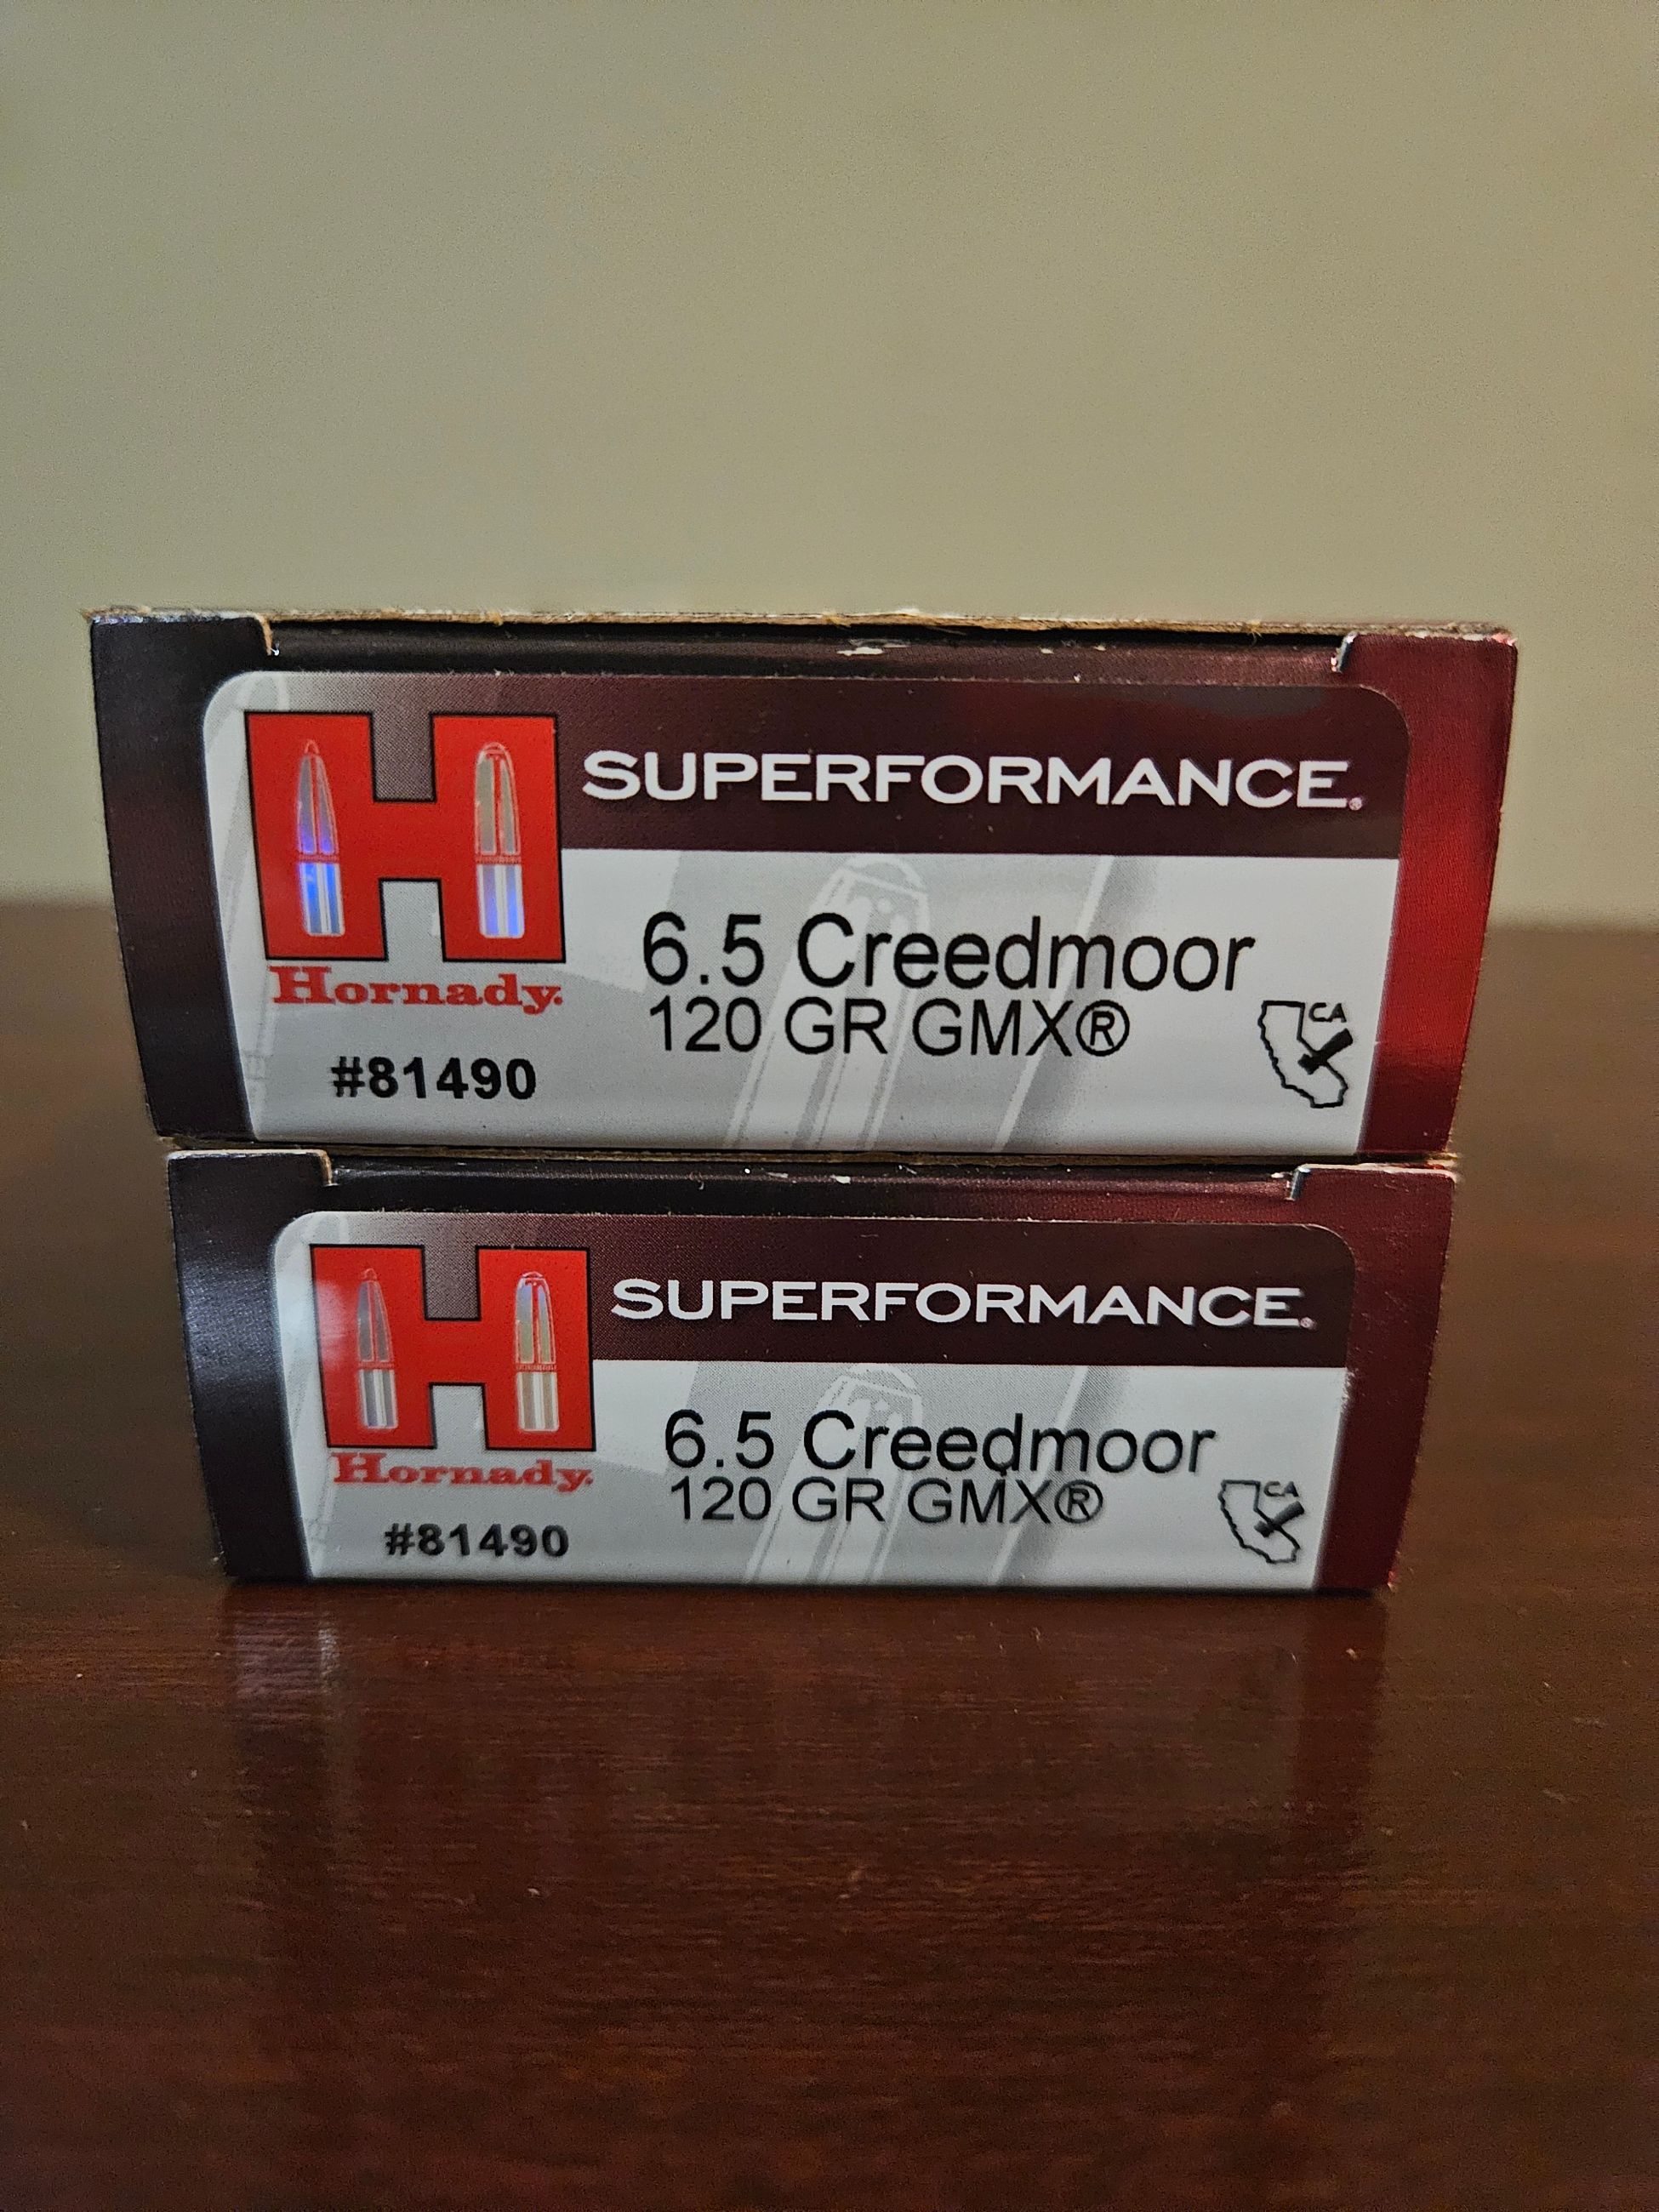 SUPERFORMANCE®
Hornady®
6.5 Creedmoor
120 GR GMX®
CA
#81490
SUPERFORMANCE®
Hornady®
6.5 Creedmoor
120 GR GMX®
CA
#81490